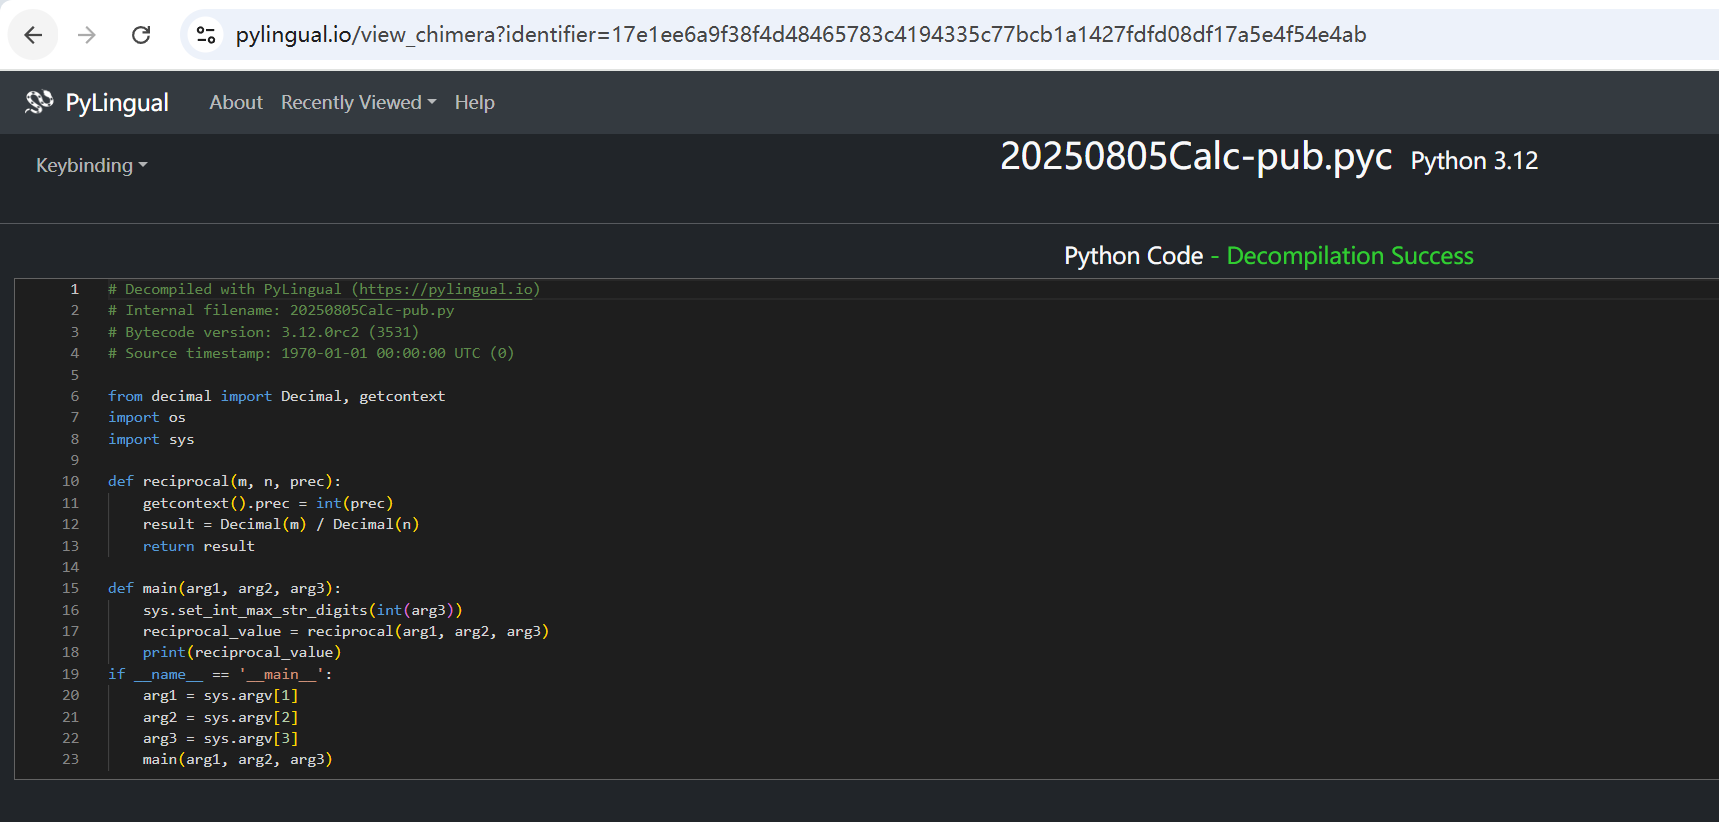 pylingual.io/view_chimera?identifier=17e1ee6a9f38f4d48465783c4194335c77bcb1a1427fdfd08df17a5e4f54e4ab
PyLingual About Recently Viewed Help
Keybinding
20250805Calc-pub.pyc Python 3.12
Python Code - Decompilation Success
1 # Decompiled with PyLingual (https://pylingual.io)
2 # Internal filename: 20250805Calc-pub.py
3 # Bytecode version: 3.12.0rc2 (3531)
4 # Source timestamp: 1970-01-01 00:00:00 UTC (0)
5
6 from decimal import Decimal, getcontext
7 import os
8 import sys
9
10 def reciprocal(m, n, prec):
11     getcontext().prec = int(prec)
12     result = Decimal(m) / Decimal(n)
13     return result
14
15 def main(arg1, arg2, arg3):
16     sys.set_int_max_str_digits(int(arg3))
17     reciprocal_value = reciprocal(arg1, arg2, arg3)
18     print(reciprocal_value)
19 if __name__ == '__main__':
20     arg1 = sys.argv[1]
21     arg2 = sys.argv[2]
22     arg3 = sys.argv[3]
23     main(arg1, arg2, arg3)